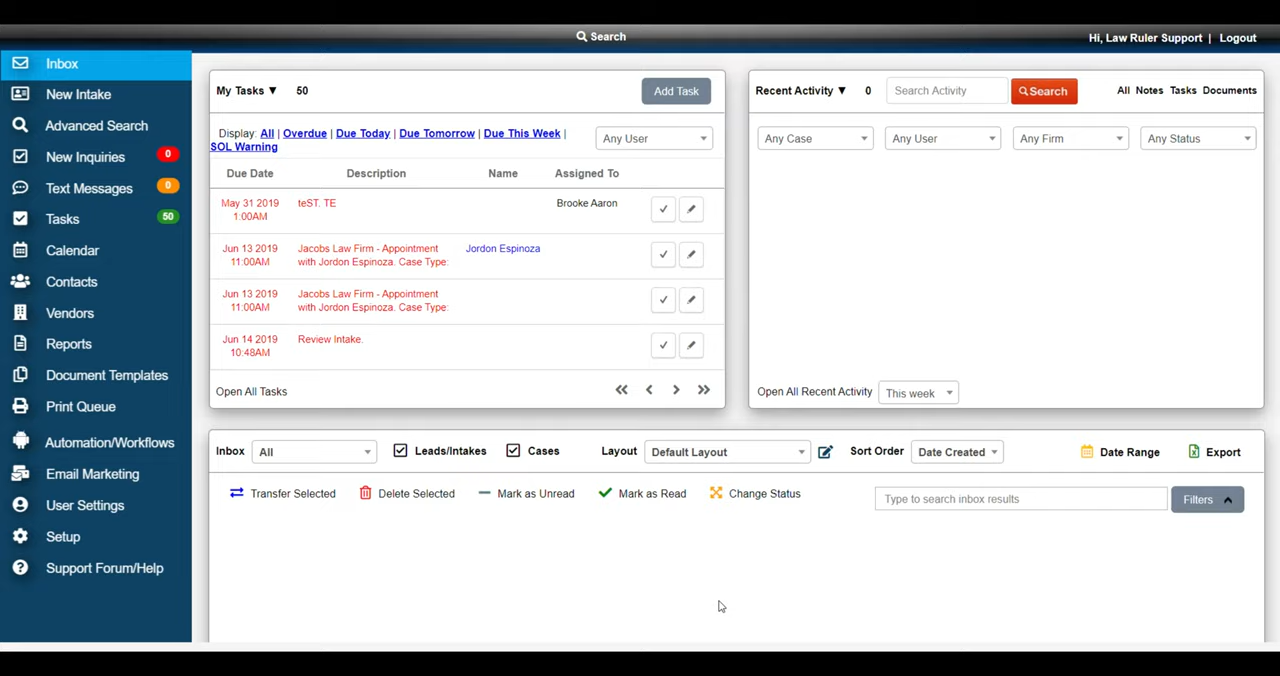 Search
Hi, Law Ruler Support | Logout
Inbox
New Intake
Advanced Search
New Inquiries 0
Text Messages 0
Tasks 50
Calendar
Contacts
Vendors
Reports
Document Templates
Print Queue
Automation/Workflows
Email Marketing
User Settings
Setup
Support Forum/Help
My Tasks ▼ 50 Add Task
Display: All | Overdue | Due Today | Due Tomorrow | Due This Week |
SOL Warning
Any User
Due Date Description Name Assigned To
May 31 2019 teST. TE Brooke Aaron
1:00AM
Jun 13 2019 Jacobs Law Firm - Appointment Jordon Espinoza
11:00AM with Jordon Espinoza. Case Type:
Jun 13 2019 Jacobs Law Firm - Appointment
11:00AM with Jordon Espinoza. Case Type:
Jun 14 2019 Review Intake.
10:48AM
Open All Tasks
Recent Activity ▼ 0 Search Activity Search All Notes Tasks Documents
Any Case Any User Any Firm Any Status
Open All Recent Activity This week
Inbox All Leads/Intakes Cases Layout Default Layout Sort Order Date Created Date Range Export
Transfer Selected Delete Selected Mark as Unread Mark as Read Change Status Type to search inbox results Filters